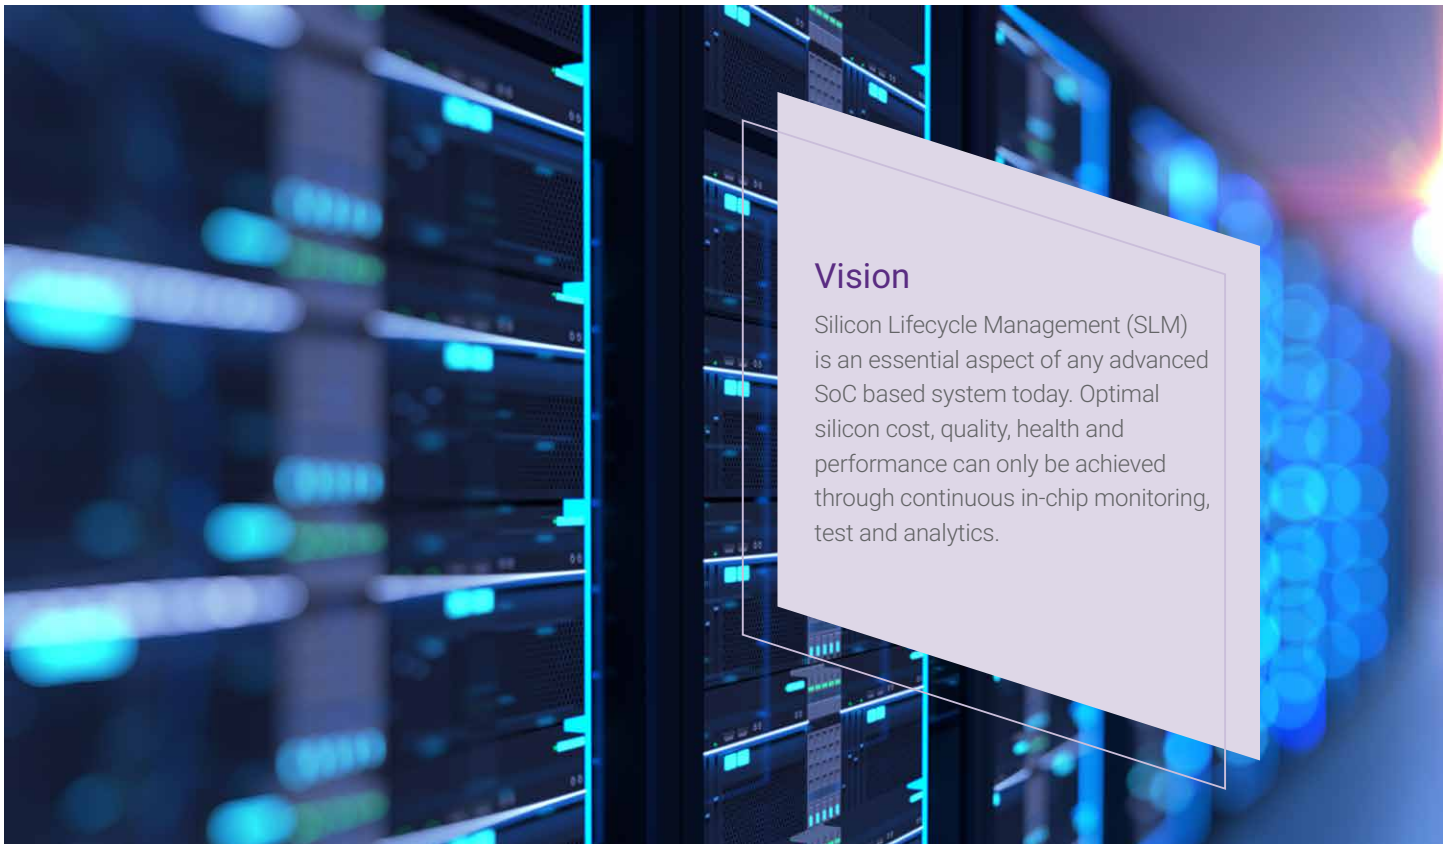 Vision
Silicon Lifecycle Management (SLM)
is an essential aspect of any advanced
SoC based system today. Optimal
silicon cost, quality, health and
performance can only be achieved
through continuous in-chip monitoring,
test and analytics.